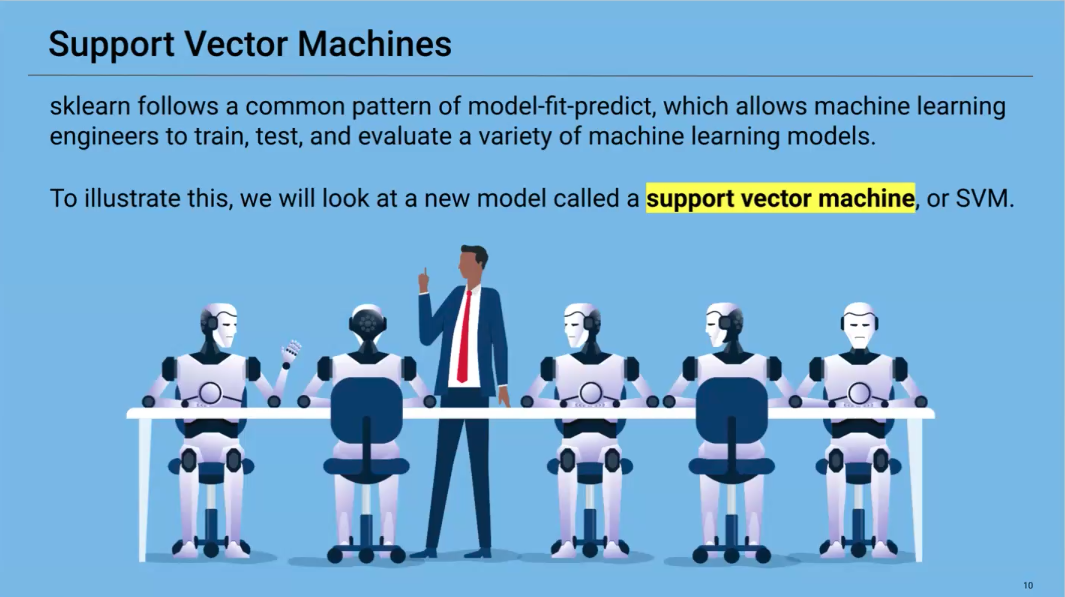 Support Vector Machines
sklearn follows a common pattern of model-fit-predict, which allows machine learning
engineers to train, test, and evaluate a variety of machine learning models.
To illustrate this, we will look at a new model called a support vector machine, or SVM.
10